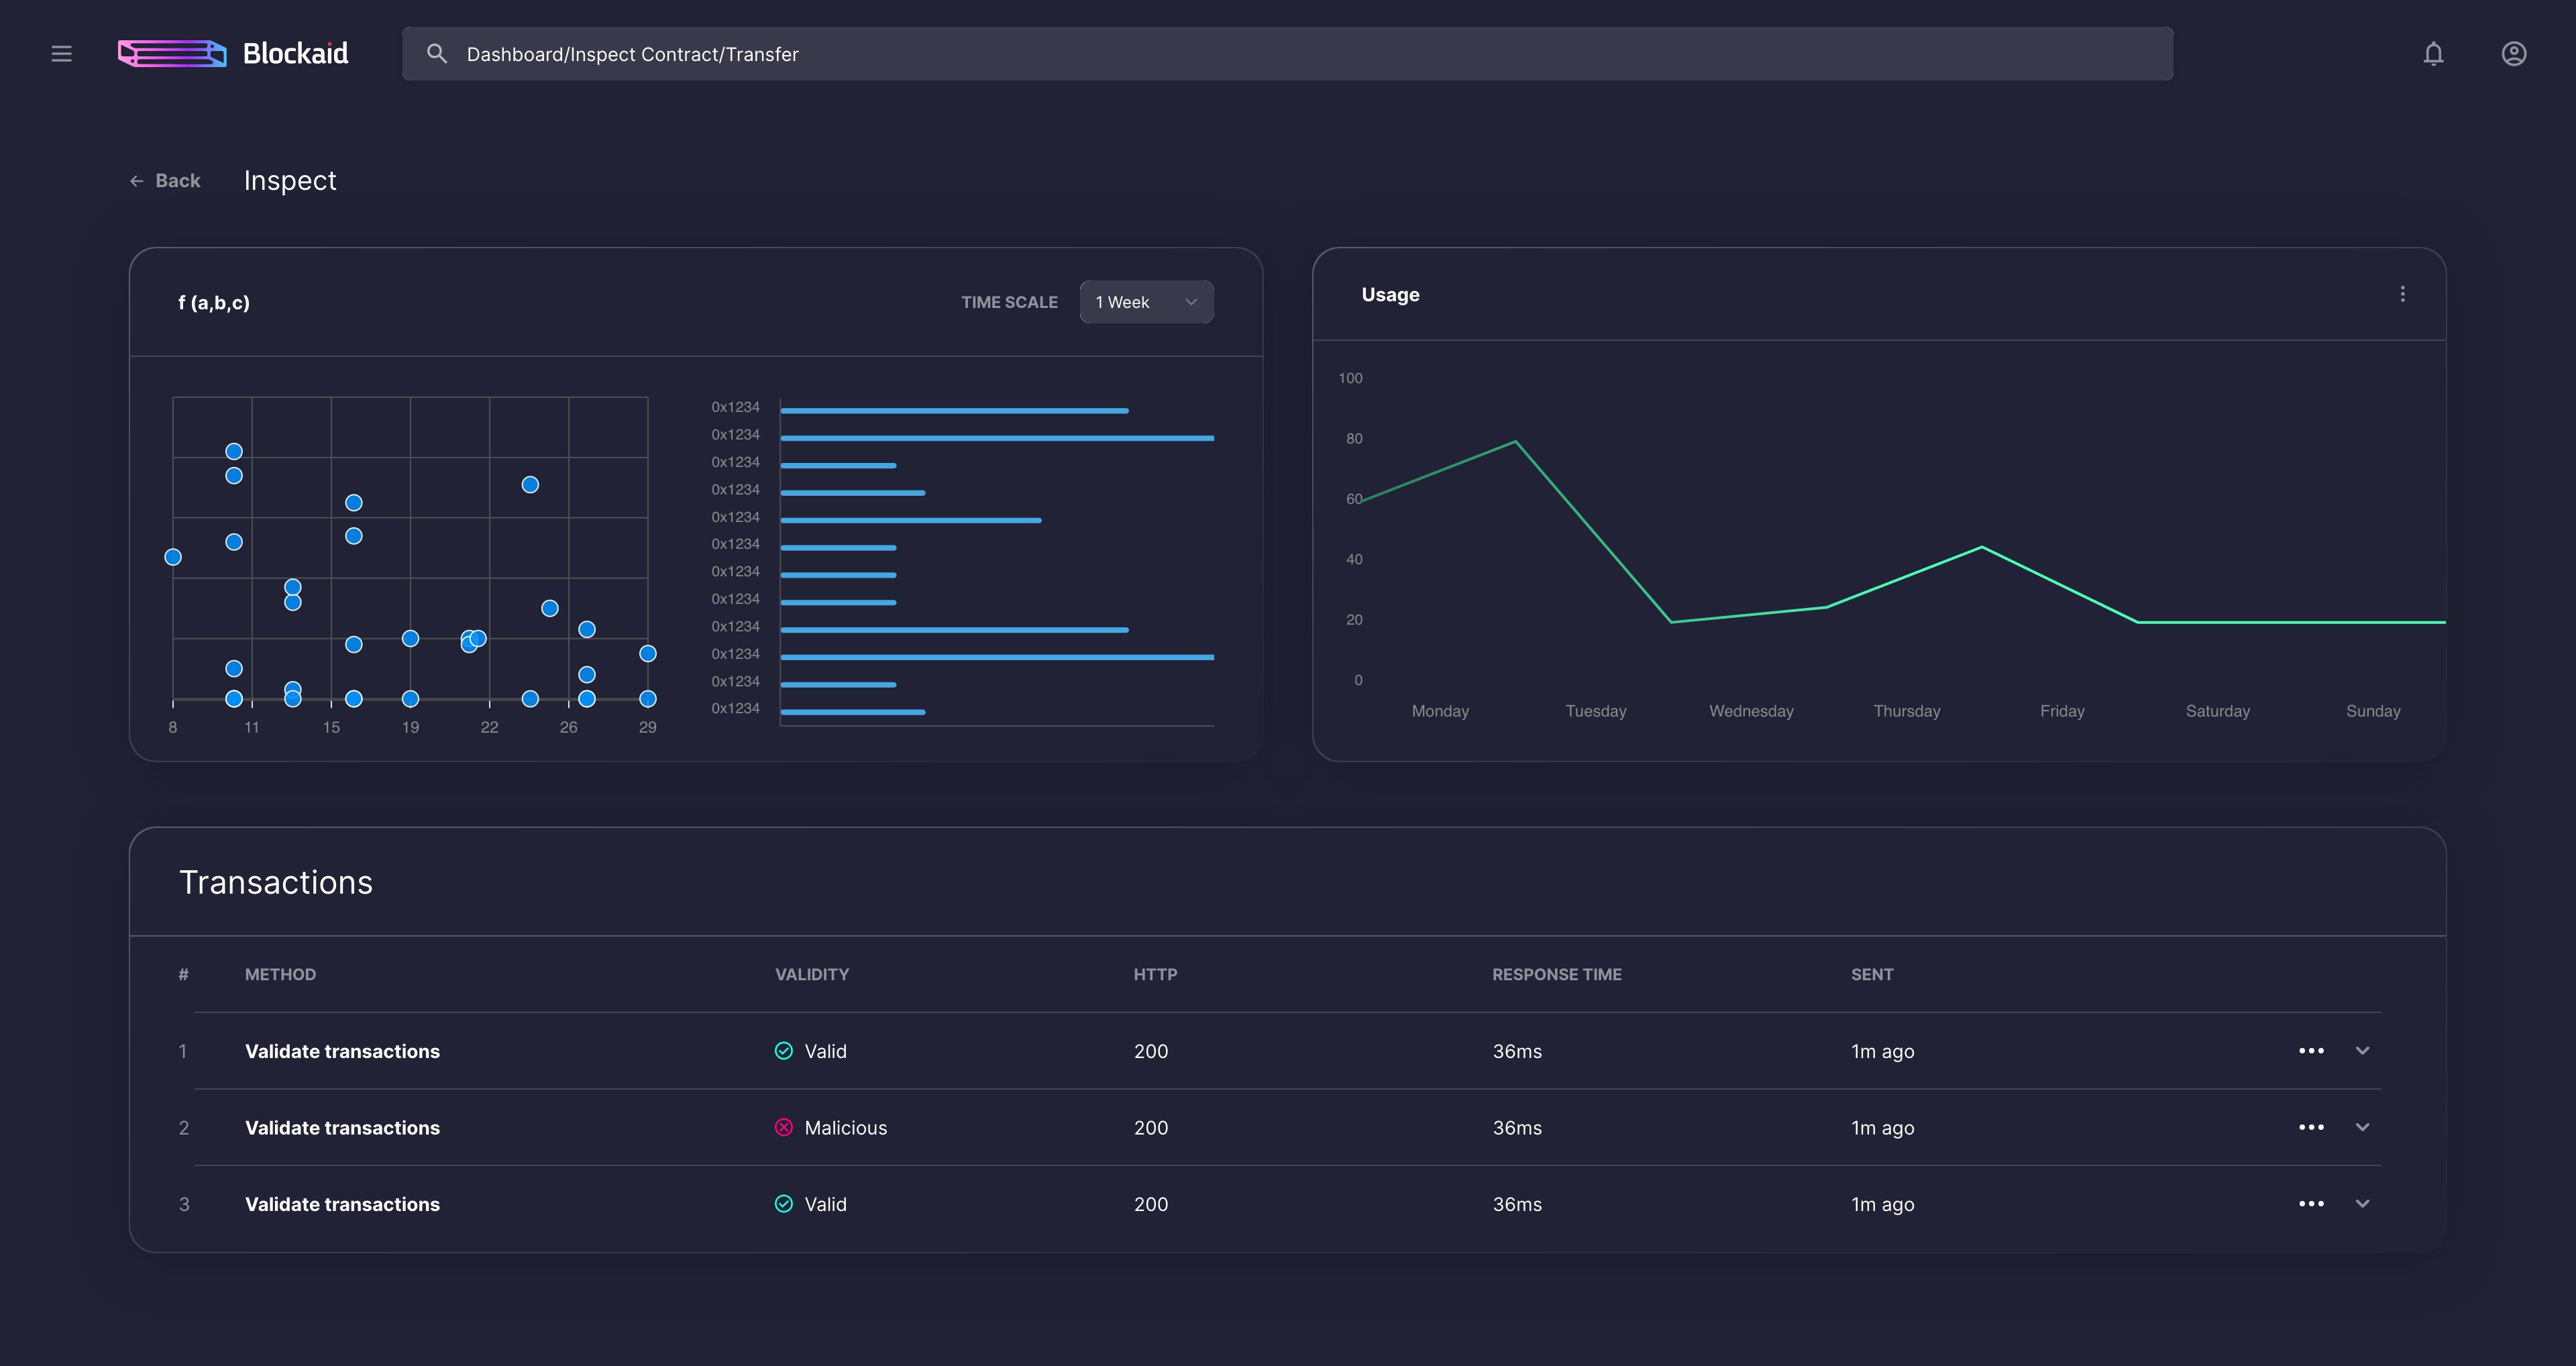 Blockaid
Dashboard/Inspect Contract/Transfer
Back
Inspect
f (a,b,c)
TIME SCALE
1 Week
0x1234
0x1234
0x1234
0x1234
0x1234
0x1234
0x1234
0x1234
0x1234
0x1234
0x1234
0x1234
8 11 15 19 22 26 29
Usage
100
80
60
40
20
0
Monday Tuesday Wednesday Thursday Friday Saturday Sunday
Transactions
# METHOD VALIDITY HTTP RESPONSE TIME SENT
1 Validate transactions Valid 200 36ms 1m ago
2 Validate transactions Malicious 200 36ms 1m ago
3 Validate transactions Valid 200 36ms 1m ago